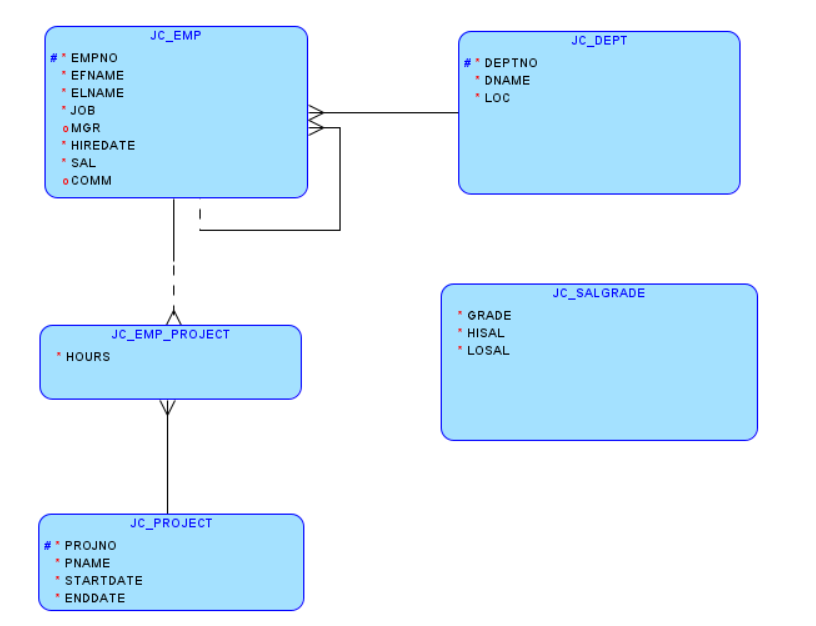 JC_EMP
# * EMPNO
* EFNAME
* ELNAME
* JOB
o MGR
* HIREDATE
* SAL
o COMM
JC_DEPT
# * DEPTNO
* DNAME
* LOC
JC_SALGRADE
* GRADE
* HISAL
* LOSAL
JC_EMP_PROJECT
* HOURS
JC_PROJECT
# * PROJNO
* PNAME
* STARTDATE
* ENDDATE